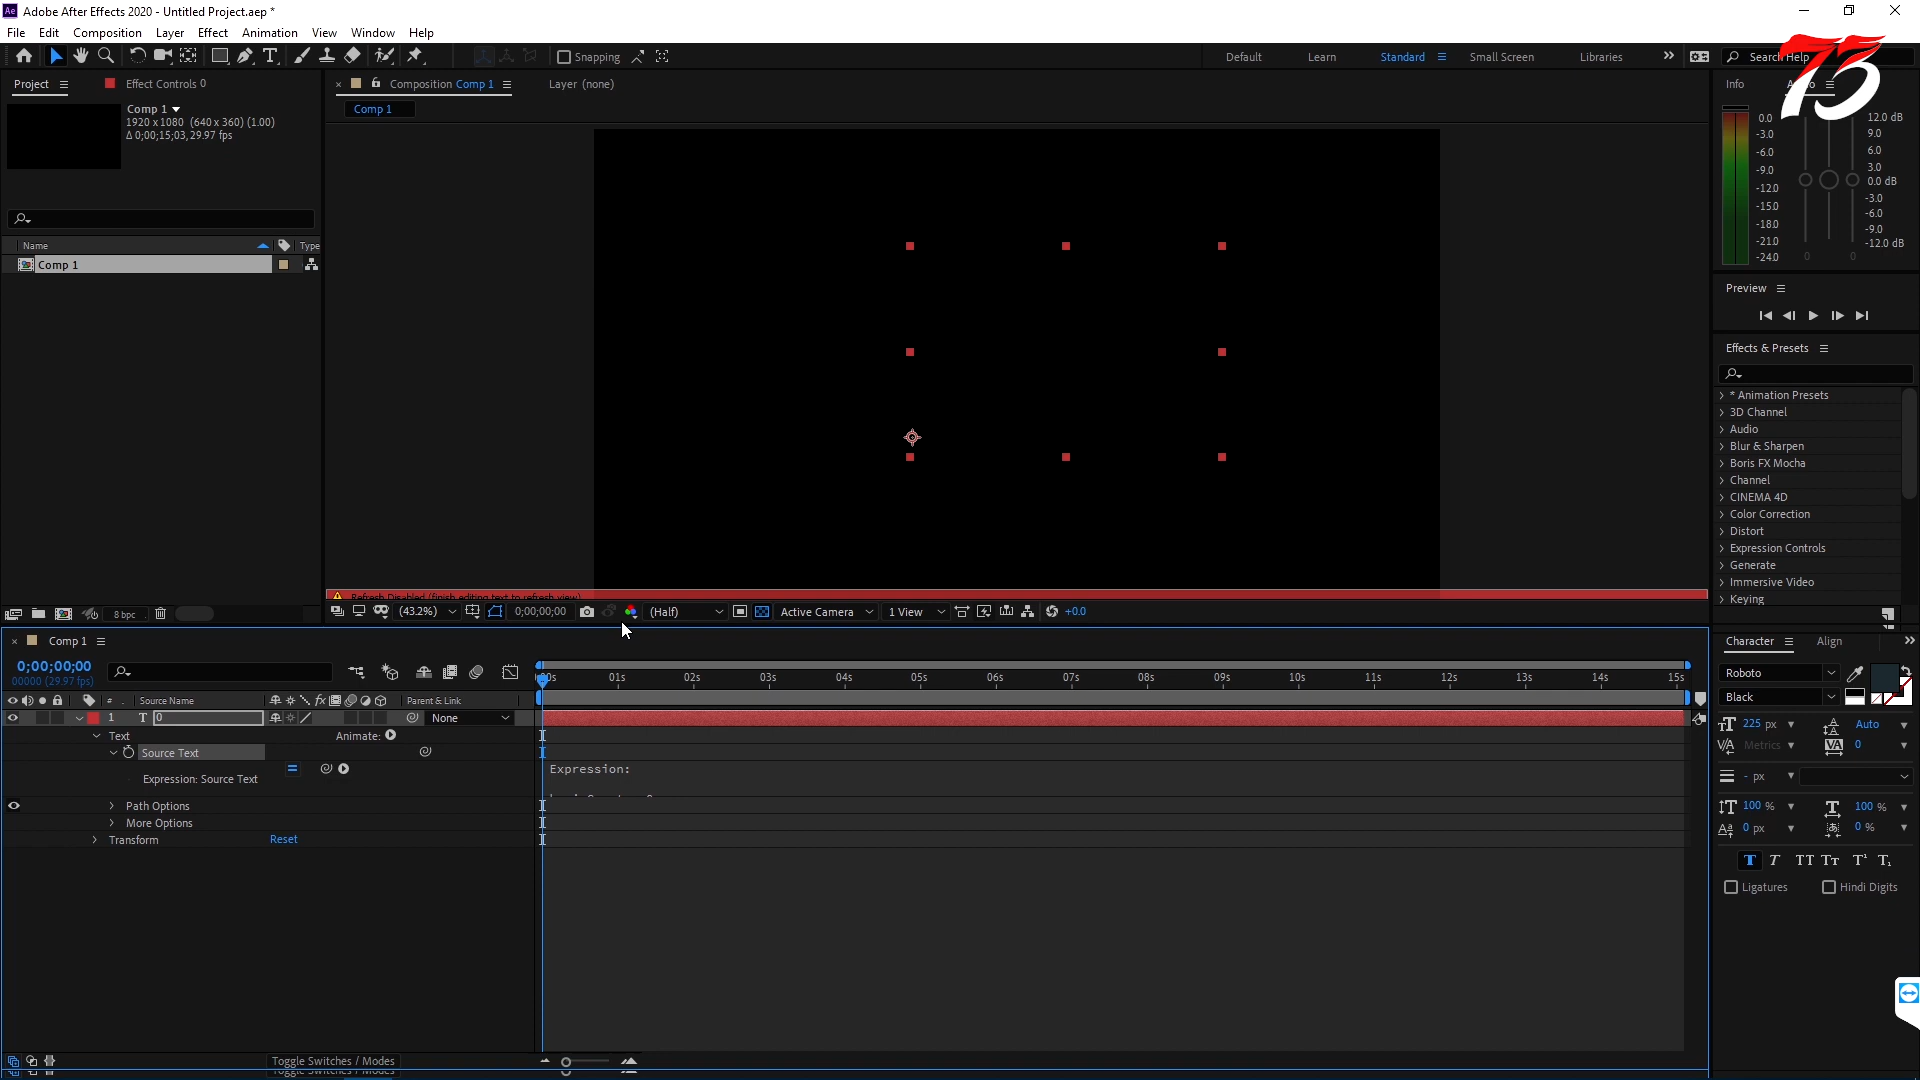 Adobe After Effects 2020 - Untitled Project.aep *
File Edit Composition Layer Effect Animation View Window Help
Snapping
Default Learn Standard Small Screen Libraries
Search Help
Project Effect Controls 0
Composition Comp 1 Layer (none)
Info
Comp 1
1920 x 1080 (640 x 360) (1.00)
Δ 0;00;15;03, 29.97 fps
Comp 1
0.0
-3.0
-6.0
-9.0
-12.0
-15.0
-18.0
-21.0
-24.0
0 0
12.0 dB
9.0
6.0
3.0
0.0 dB
-3.0
-6.0
-9.0
-12.0 dB
Name Type
Comp 1
Preview
Effects & Presets
* Animation Presets
3D Channel
Audio
Blur & Sharpen
Boris FX Mocha
Channel
CINEMA 4D
Color Correction
Distort
Expression Controls
Generate
Immersive Video
Keying
Refresh Disabled (finish editing text to refresh view)
8 bpc
(43.2%) 0;00;00;00 (Half) Active Camera 1 View +0.0
Comp 1
0;00;00;00
00000 (29.97 fps)
01s 02s 03s 04s 05s 06s 07s 08s 09s 10s 11s 12s 13s 14s 15s
# Source Name fx Parent & Link
1 T 0 None
Text Animate:
Source Text
Expression: Source Text
Expression:
Path Options
More Options
Transform Reset
Toggle Switches / Modes
Toggle Switches / Modes
Character Align
Roboto
Black
225 px Auto
Metrics 0
- px
100 % 100 %
0 px 0 %
T T TT Tт T¹ T₁
Ligatures Hindi Digits